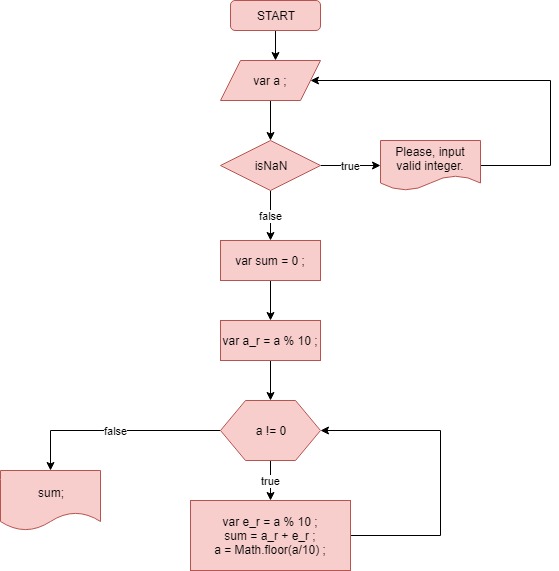 START
var a ;
isNaN
true
Please, input
valid integer.
false
var sum = 0 ;
var a_r = a % 10 ;
a != 0
false
true
sum;
var e_r = a % 10 ;
sum = a_r + e_r ;
a = Math.floor(a/10) ;